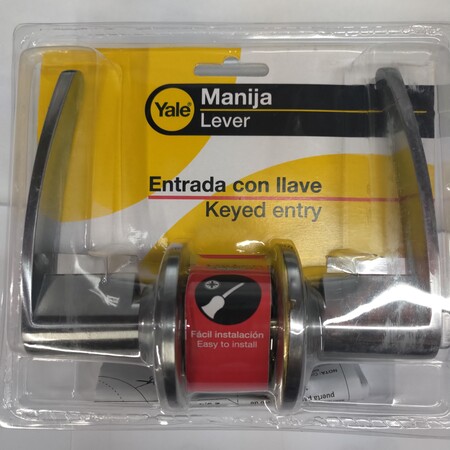 Yale
Manija
Lever
Entrada con llave
Keyed entry
Fácil instalación
Easy to install